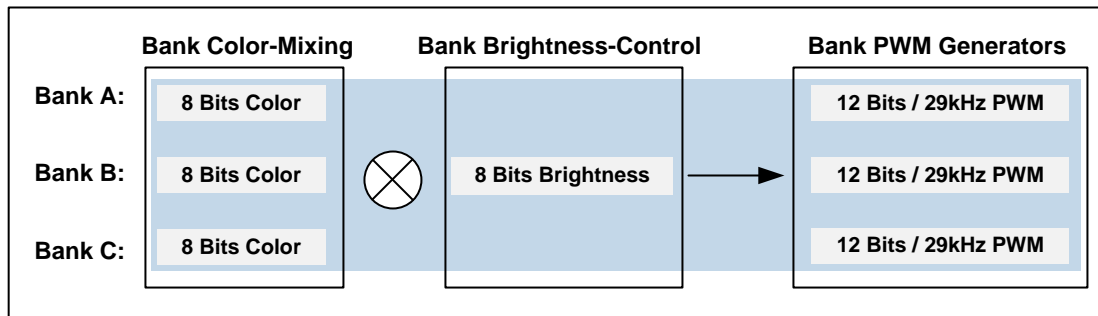 Bank Color-Mixing Bank Brightness-Control Bank PWM Generators
Bank A: 8 Bits Color 12 Bits / 29kHz PWM
Bank B: 8 Bits Color 8 Bits Brightness 12 Bits / 29kHz PWM
Bank C: 8 Bits Color 12 Bits / 29kHz PWM